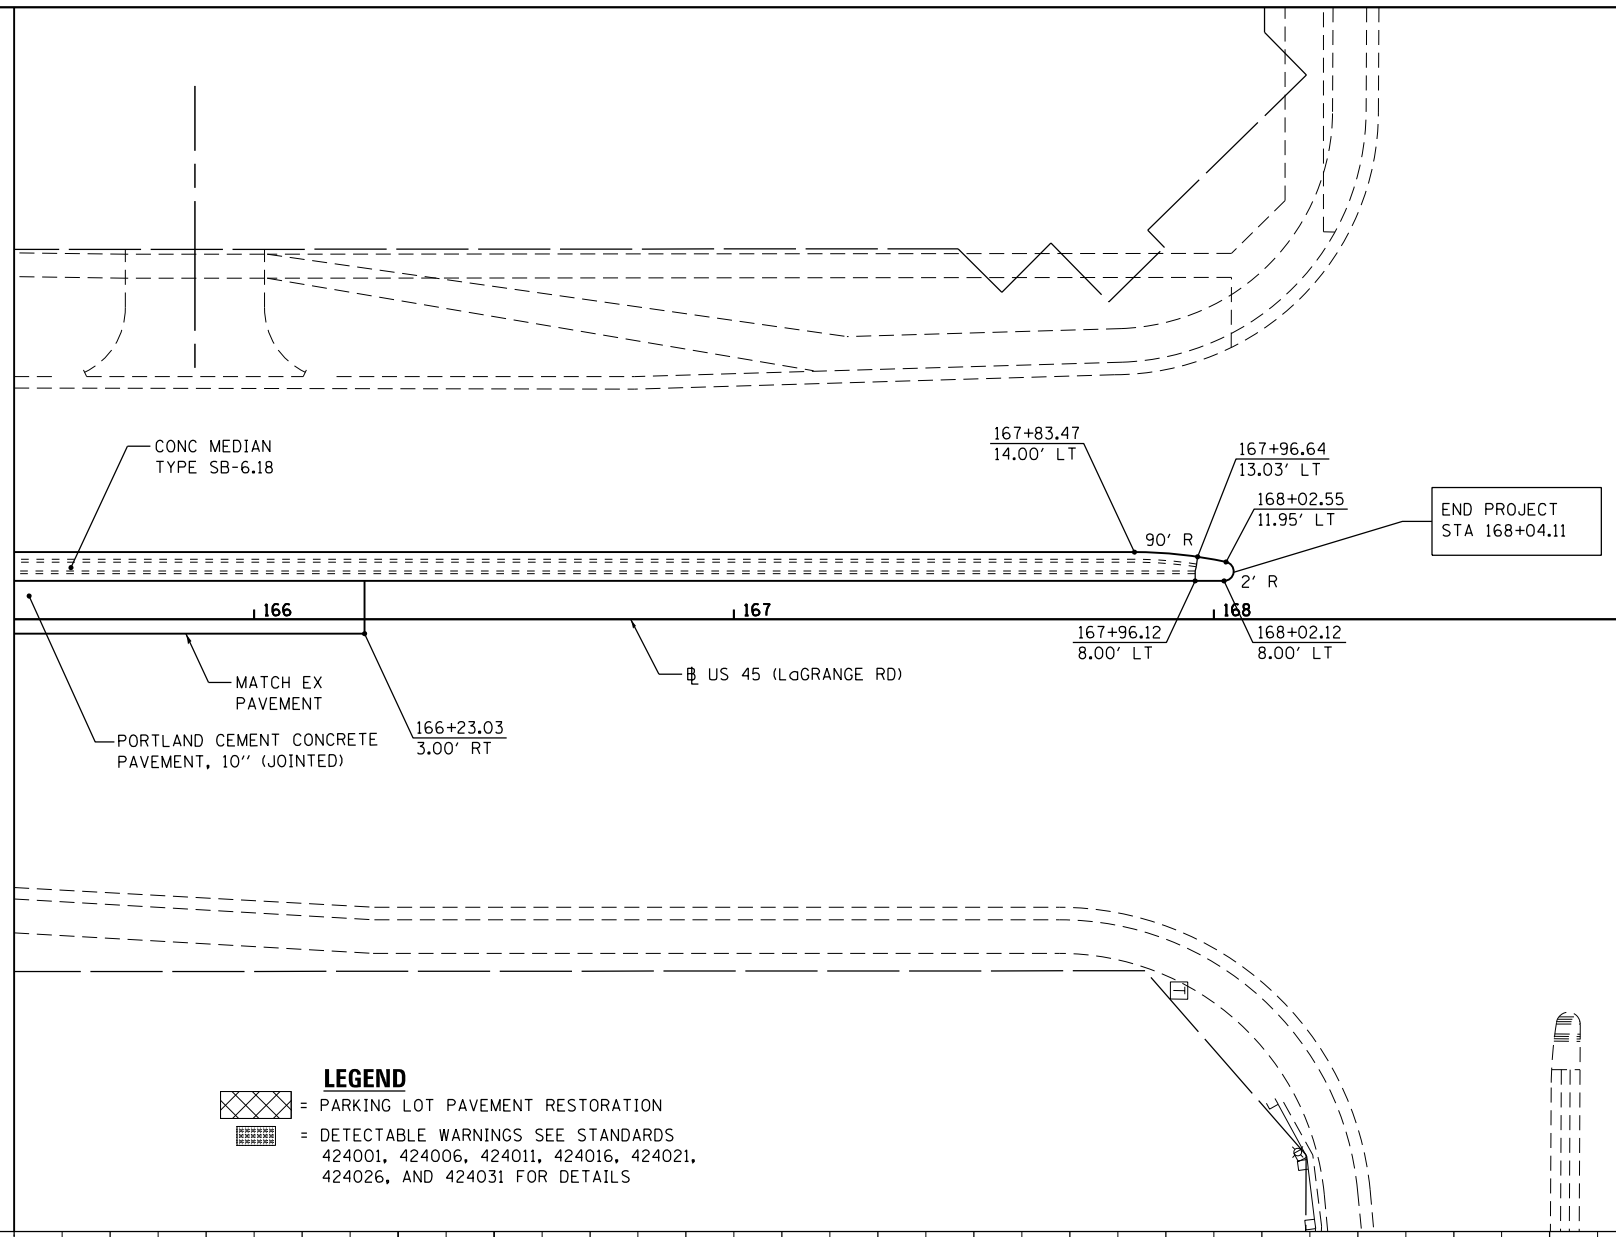 CONC MEDIAN
TYPE SB-6.18
167+83.47
14.00' LT
167+96.64
13.03' LT
168+02.55
11.95' LT
END PROJECT
STA 168+04.11
90' R
2' R
166
167
168
167+96.12
8.00' LT
168+02.12
8.00' LT
MATCH EX
PAVEMENT
℄ US 45 (LaGRANGE RD)
166+23.03
3.00' RT
PORTLAND CEMENT CONCRETE
PAVEMENT, 10'' (JOINTED)
LEGEND
= PARKING LOT PAVEMENT RESTORATION
= DETECTABLE WARNINGS SEE STANDARDS
424001, 424006, 424011, 424016, 424021,
424026, AND 424031 FOR DETAILS
T